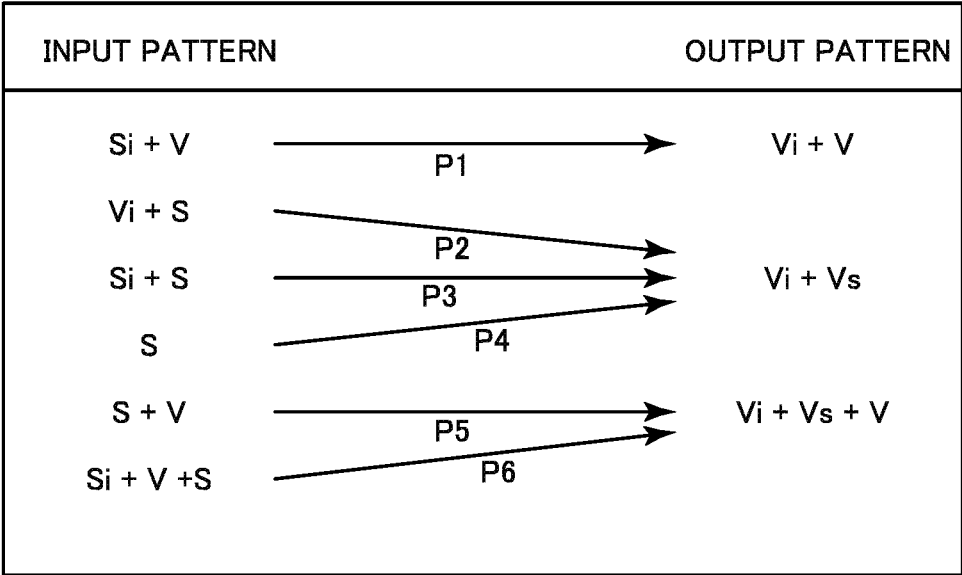 INPUT PATTERN OUTPUT PATTERN
Si + V P1 Vi + V
Vi + S P2
Si + S P3 Vi + Vs
S P4
S + V P5 Vi + Vs + V
Si + V +S P6